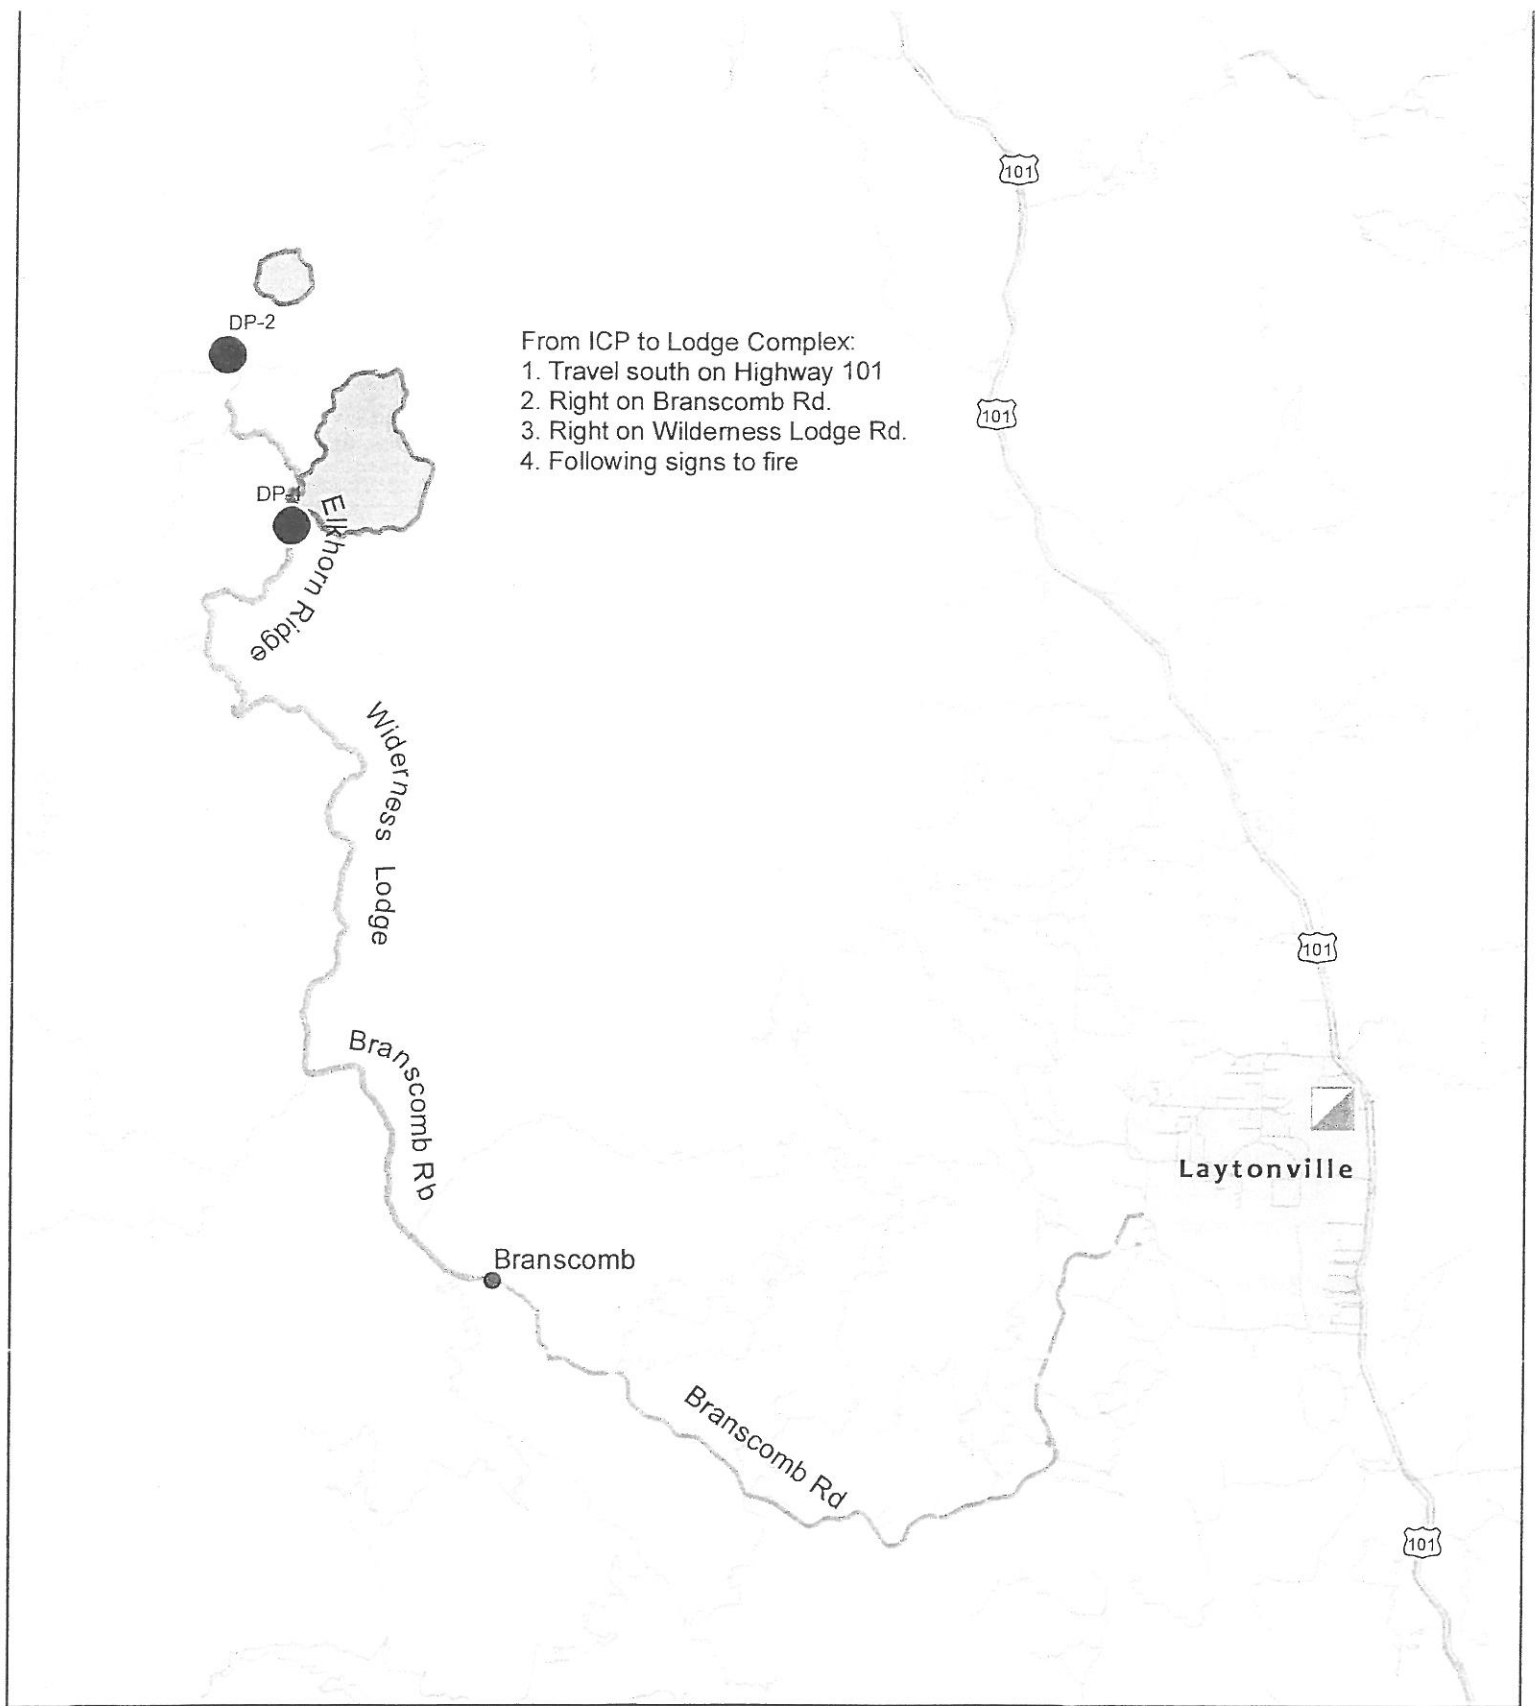 101
DP-2
From ICP to Lodge Complex:
1. Travel south on Highway 101
2. Right on Branscomb Rd.
3. Right on Wilderness Lodge Rd.
4. Following signs to fire
101
DP-1
Elkhorn Ridge
Widerness Lodge
101
Branscomb Rb
Laytonville
Branscomb
Branscomb Rd
101